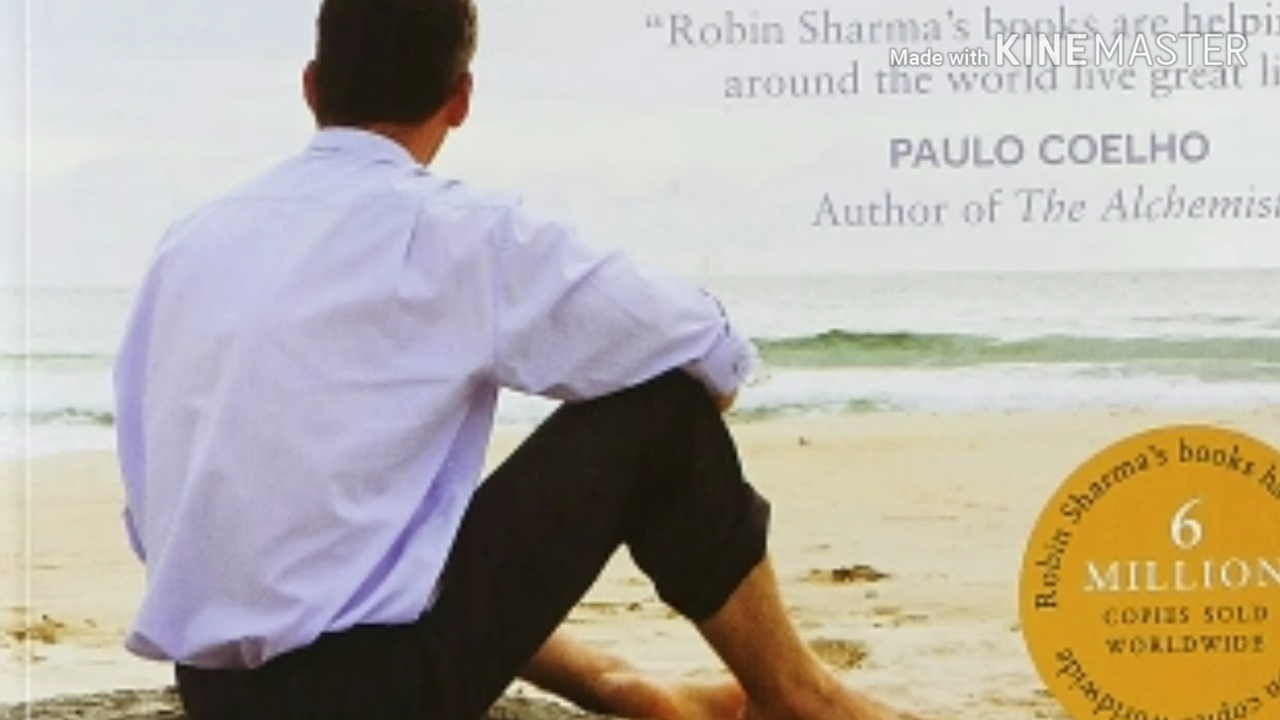 “Robin Sharma's books are helpi
Made with KINEMASTER
around the world live great li
PAULO COELHO
Author of The Alchemist
Robin Sharma's books h
6
MILLION
COPIES SOLD
WORLDWIDE
worldwide